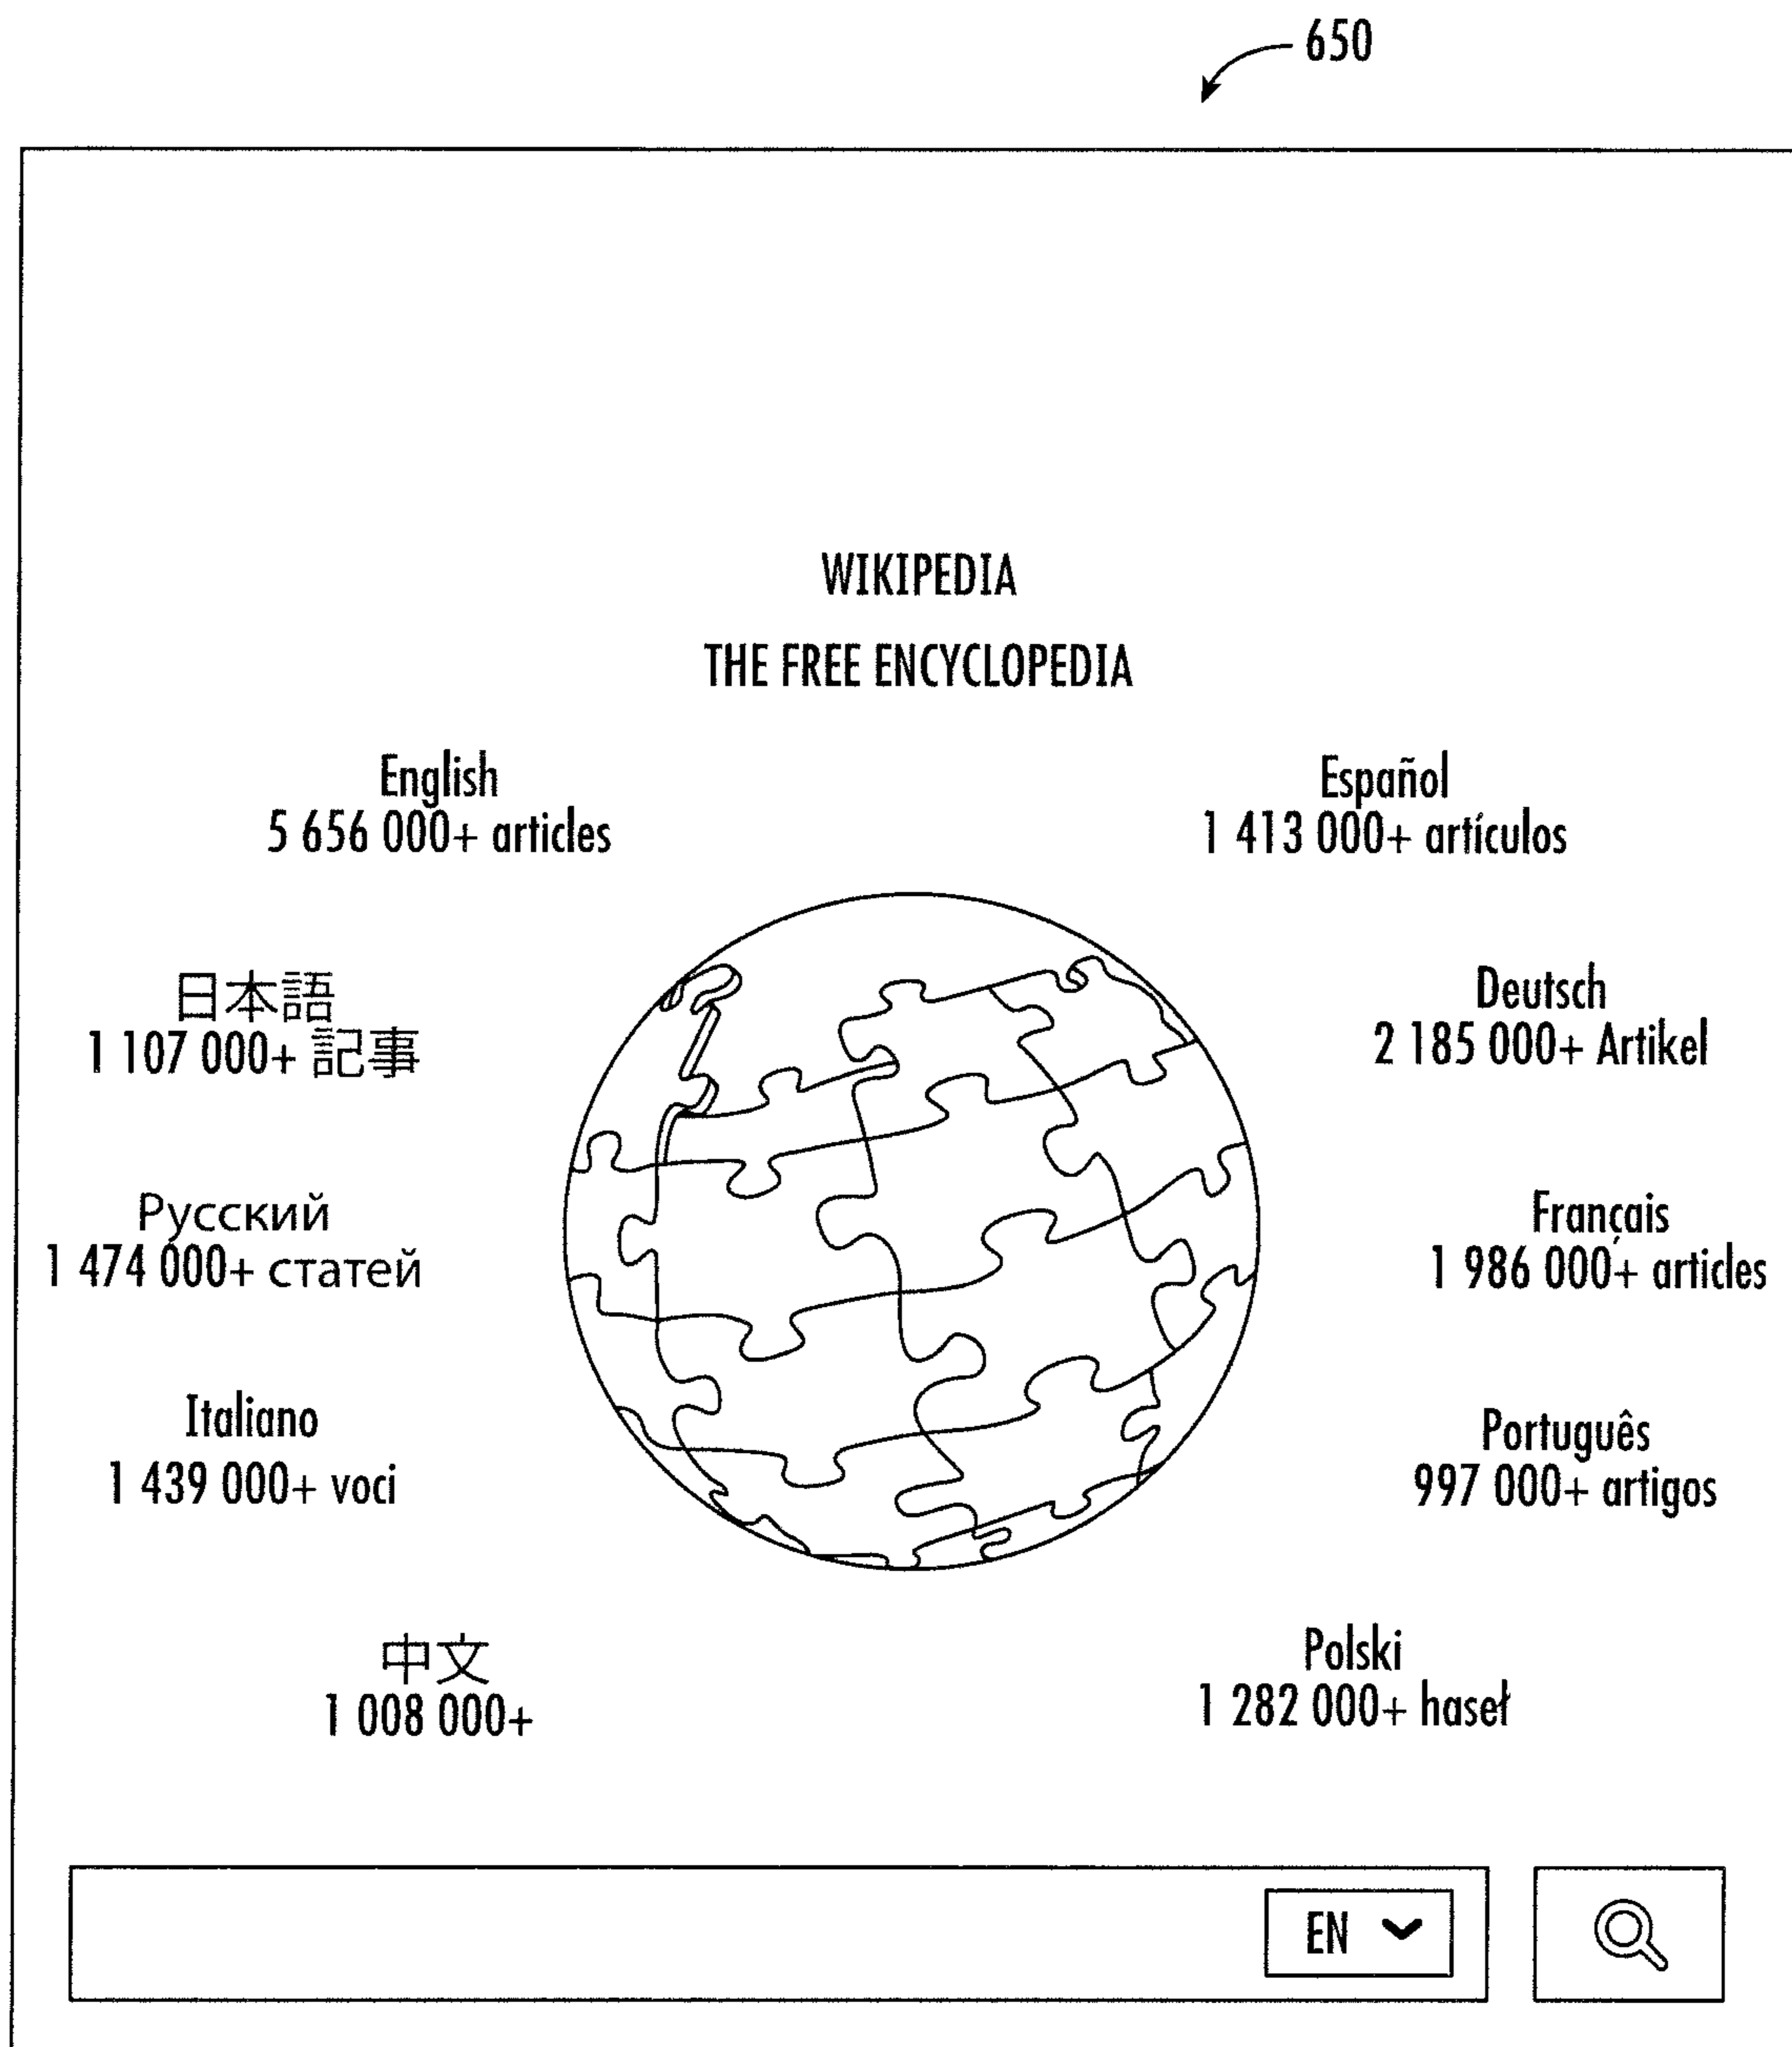 650
WIKIPEDIA
THE FREE ENCYCLOPEDIA
English
5 656 000+ articles
Español
1 413 000+ artículos
日本語
1 107 000+ 記事
Deutsch
2 185 000+ Artikel
Русский
1 474 000+ статей
Français
1 986 000+ articles
Italiano
1 439 000+ voci
Português
997 000+ artigos
中文
1 008 000+
Polski
1 282 000+ haseł
EN